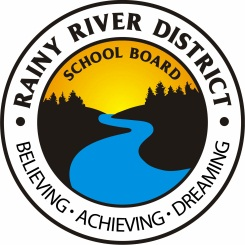 RAINY RIVER DISTRICT
SCHOOL BOARD
BELIEVING · ACHIEVING · DREAMING